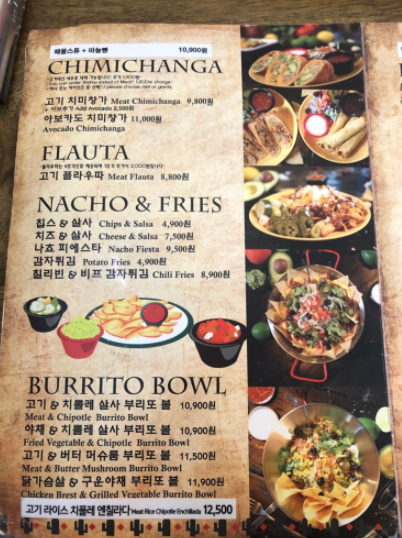 해물스튜 + 마늘빵 10,900원
CHIMICHANGA
고기 치미창가 Meat Chimichanga 9,800원
Add Avocado
아보카도 치미창가 11,000원
Avocado Chimichanga
FLAUTA
고기 플라우따 Meat Flauta 8,800원
NACHO & FRIES
칩스 & 살사 Chips & Salsa 4,900원
치즈 & 살사 Cheese & Salsa 7,500원
나쵸 피에스타 Nacho Fiesta 9,500원
감자튀김 Potato Fries 4,900원
칠리빈 & 비프 감자튀김 Chili Fries 8,900원
BURRITO BOWL
고기 & 치폴레 살사 부리또 볼 10,900원
Meat & Chipotle Burrito Bowl
야채 & 치폴레 살사 부리또 볼 10,900원
Fried Vegetable & Chipotle Burrito Bowl
고기 & 버터 머슈룸 부리또 볼 11,500원
Meat & Butter Mushroom Burrito Bowl
닭가슴살 & 구운야채 부리또 볼 11,900원
Chicken Brest & Grilled Vegetable Burrito Bowl
고기 라이스 치폴레 앤칠라다 Meat Rice Chipotle Enchilada 12,500